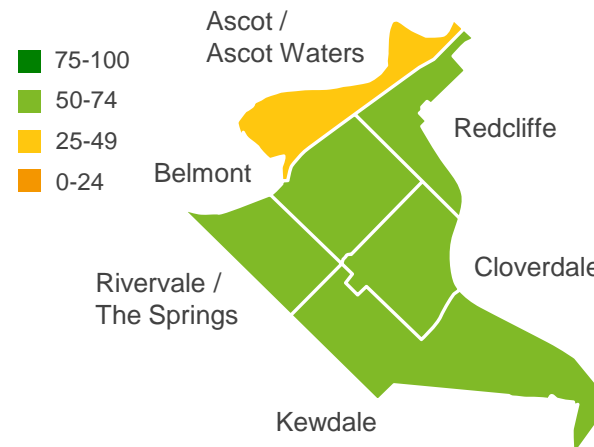 Ascot /
Ascot Waters
75-100
50-74
25-49
0-24
Redcliffe
Belmont
Cloverdale
Rivervale /
The Springs
Kewdale